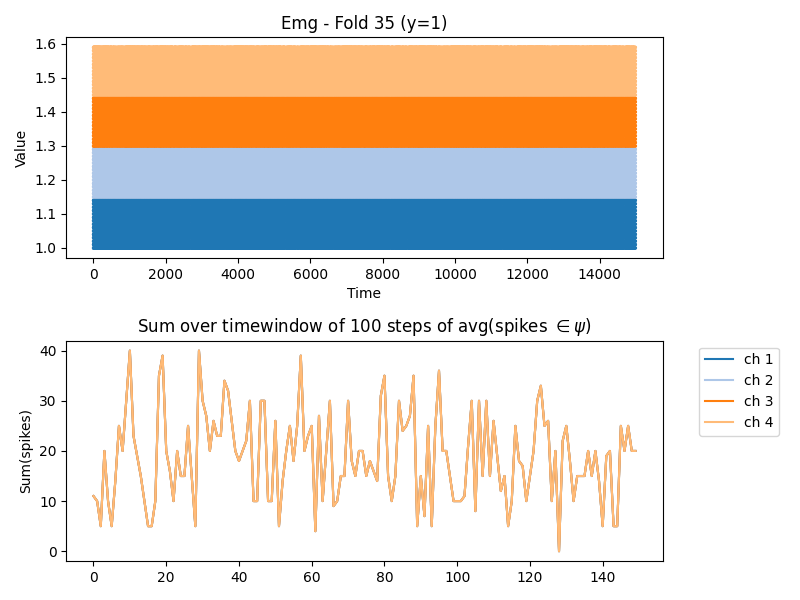 Emg - Fold 35 (y=1)
1.6
1.5
1.4
1.3
1.2
1.1
1.0
Value
0 2000 4000 6000 8000 10000 12000 14000
Time
Sum over timewindow of 100 steps of avg(spikes ∈ ψ)
40
30
20
10
0
Sum(spikes)
0 20 40 60 80 100 120 140
ch 1
ch 2
ch 3
ch 4